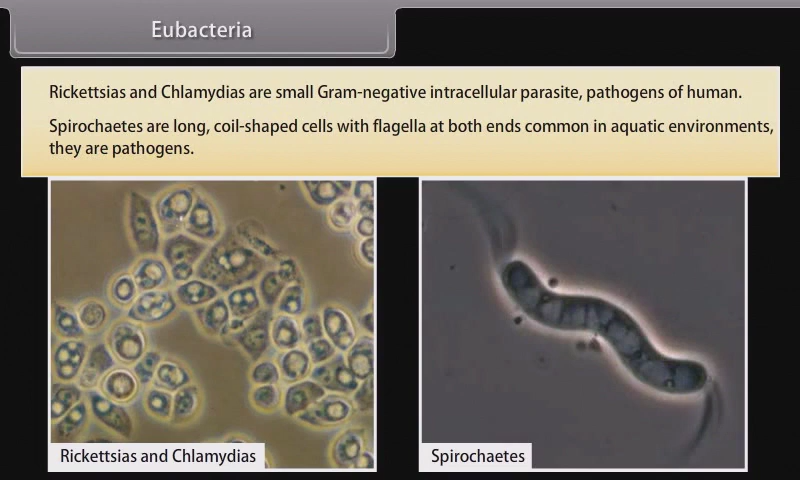 Eubacteria
Rickettsias and Chlamydias are small Gram-negative intracellular parasite, pathogens of human.
Spirochaetes are long, coil-shaped cells with flagella at both ends common in aquatic environments,
they are pathogens.
Rickettsias and Chlamydias
Spirochaetes